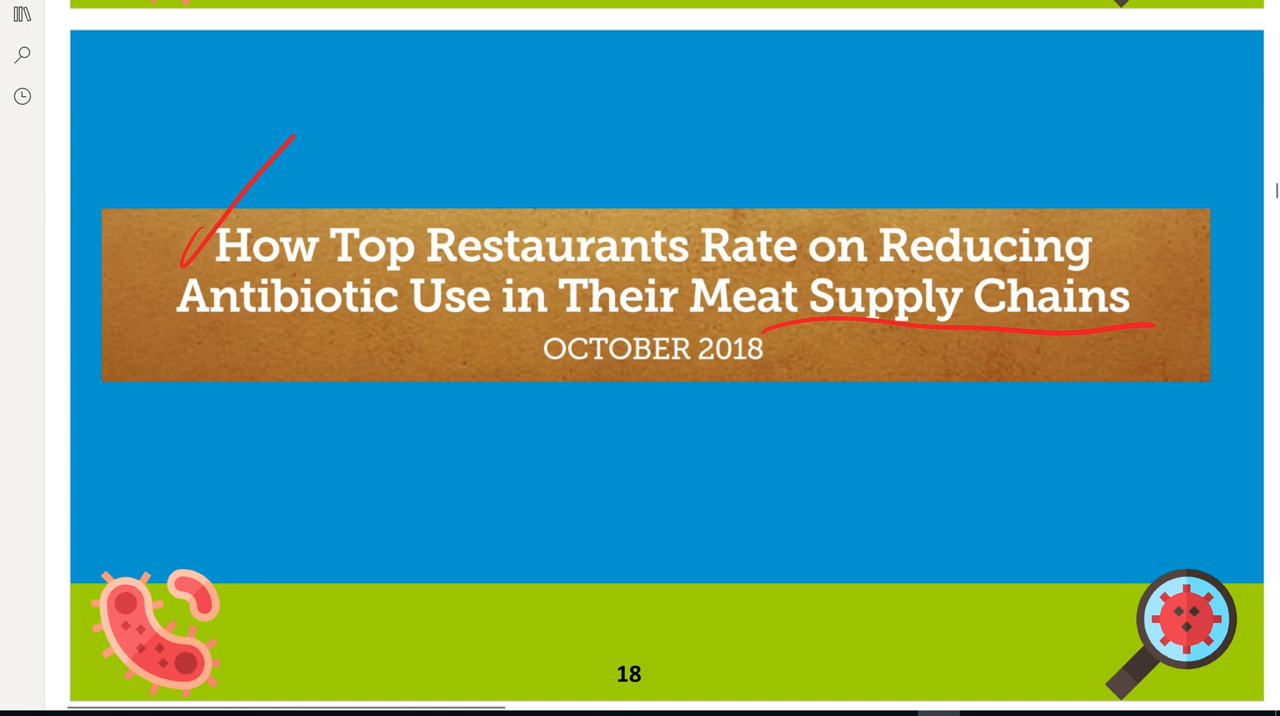 How Top Restaurants Rate on Reducing
Antibiotic Use in Their Meat Supply Chains
OCTOBER 2018
18